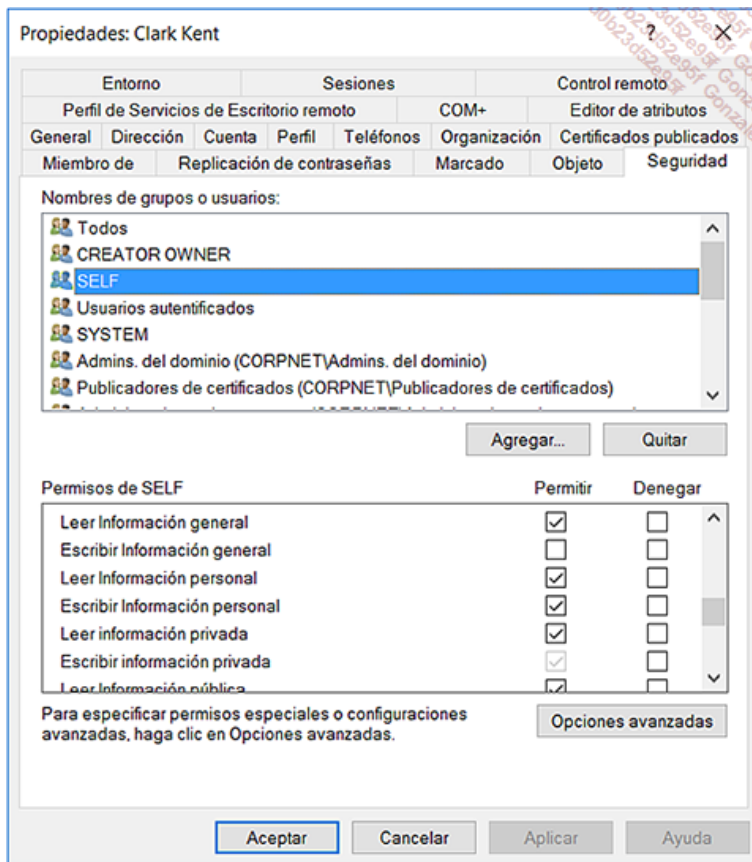 Propiedades: Clark Kent
? ✕
Entorno Sesiones Control remoto
Perfil de Servicios de Escritorio remoto COM+ Editor de atributos
General Dirección Cuenta Perfil Teléfonos Organización Certificados publicados
Miembro de Replicación de contraseñas Marcado Objeto Seguridad
Nombres de grupos o usuarios:
Todos
CREATOR OWNER
SELF
Usuarios autentificados
SYSTEM
Admins. del dominio (CORPNET\Admins. del dominio)
Publicadores de certificados (CORPNET\Publicadores de certificados)
Agregar... Quitar
Permisos de SELF Permitir Denegar
Leer Información general
Escribir Información general
Leer Información personal
Escribir Información personal
Leer información privada
Escribir información privada
Leer Información pública
Para especificar permisos especiales o configuraciones
avanzadas, haga clic en Opciones avanzadas.
Opciones avanzadas
Aceptar Cancelar Aplicar Ayuda